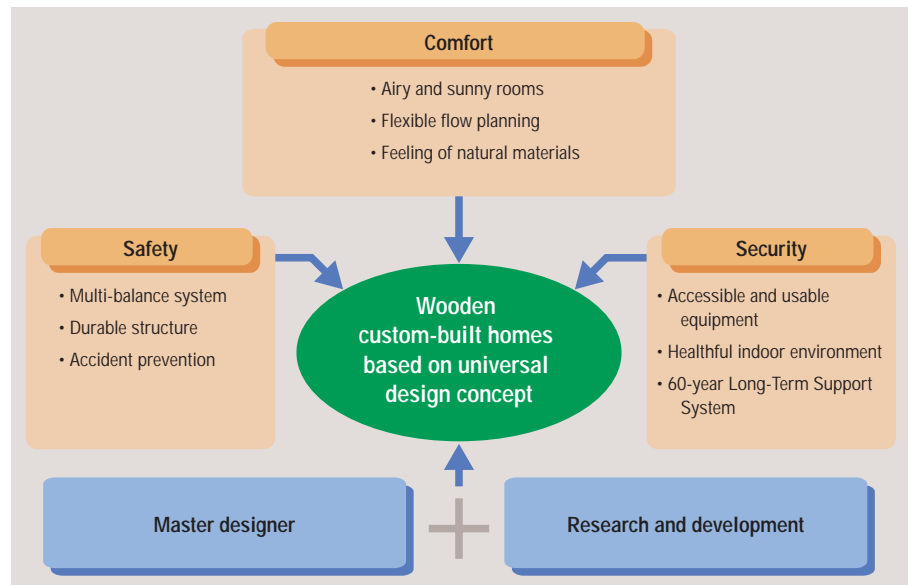 Comfort
• Airy and sunny rooms
• Flexible flow planning
• Feeling of natural materials
Safety
• Multi-balance system
• Durable structure
• Accident prevention
Wooden
custom-built homes
based on universal
design concept
Security
• Accessible and usable
equipment
• Healthful indoor environment
• 60-year Long-Term Support
System
Master designer
Research and development